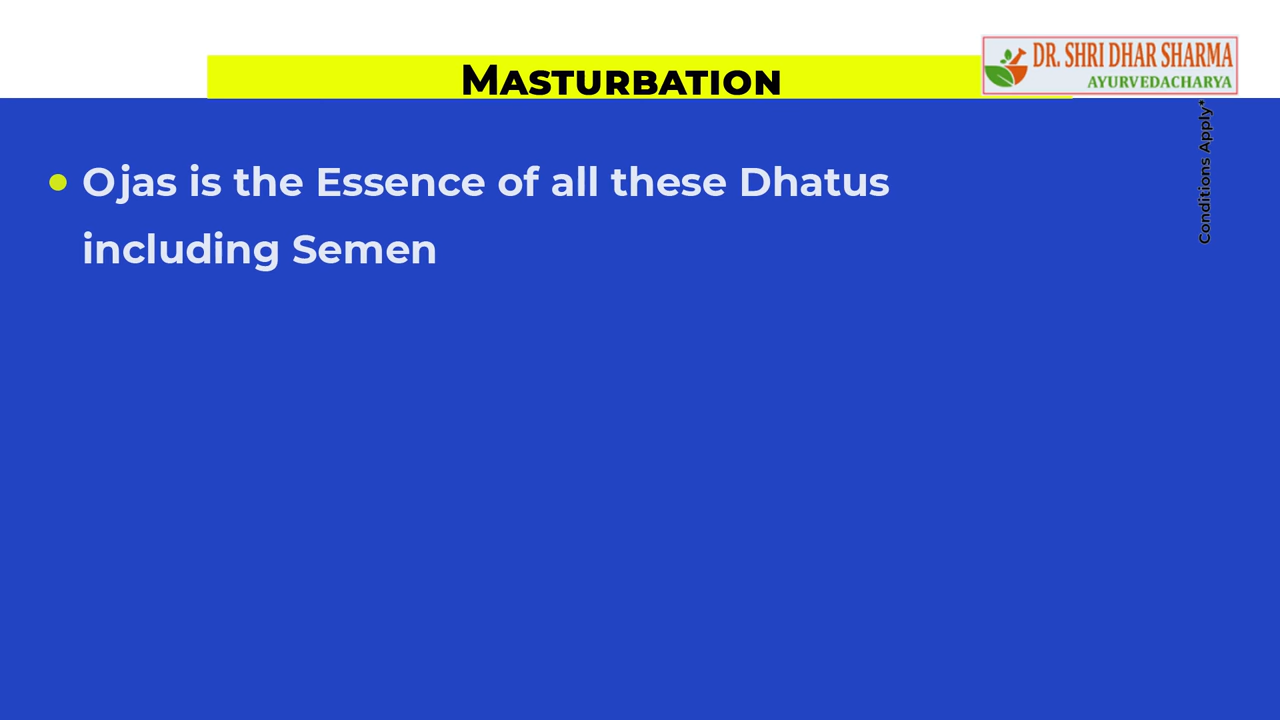 MASTURBATION
DR. SHRI DHAR SHARMA
AYURVEDACHARYA
Conditions Apply*
Ojas is the Essence of all these Dhatus
including Semen